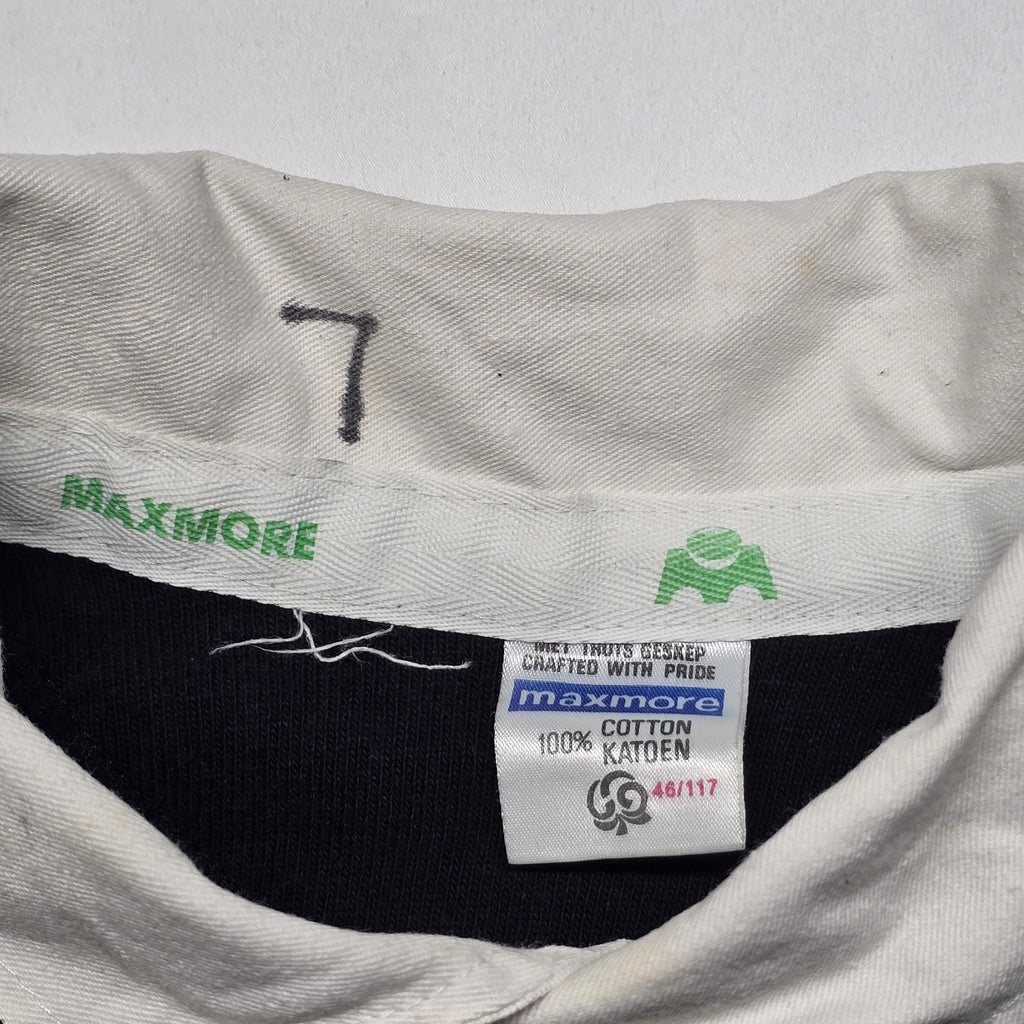 7
MAXMORE
MET TROTS GESKEP
CRAFTED WITH PRIDE
maxmore
100% COTTON
KATOEN
46/117